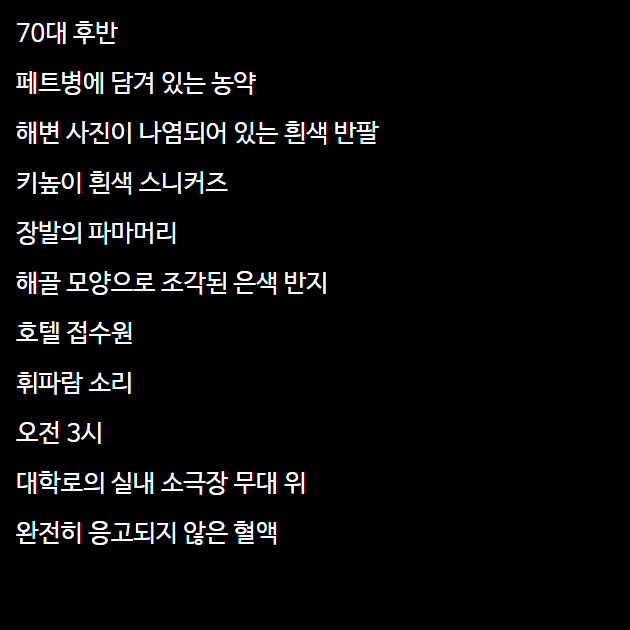 70대 후반
페트병에 담겨 있는 농약
해변 사진이 나염되어 있는 흰색 반팔
키높이 흰색 스니커즈
장발의 파마머리
해골 모양으로 조각된 은색 반지
호텔 접수원
휘파람 소리
오전 3시
대학로의 실내 소극장 무대 위
완전히 응고되지 않은 혈액